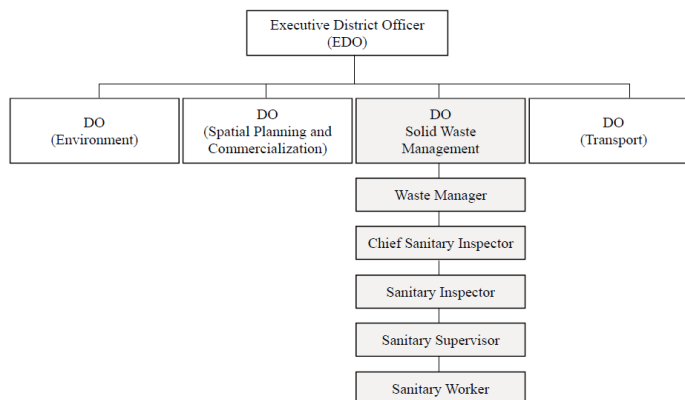 Executive District Officer
(EDO)
DO
(Environment)
DO
(Spatial Planning and
Commercialization)
DO
Solid Waste
Management
DO
(Transport)
Waste Manager
Chief Sanitary Inspector
Sanitary Inspector
Sanitary Supervisor
Sanitary Worker